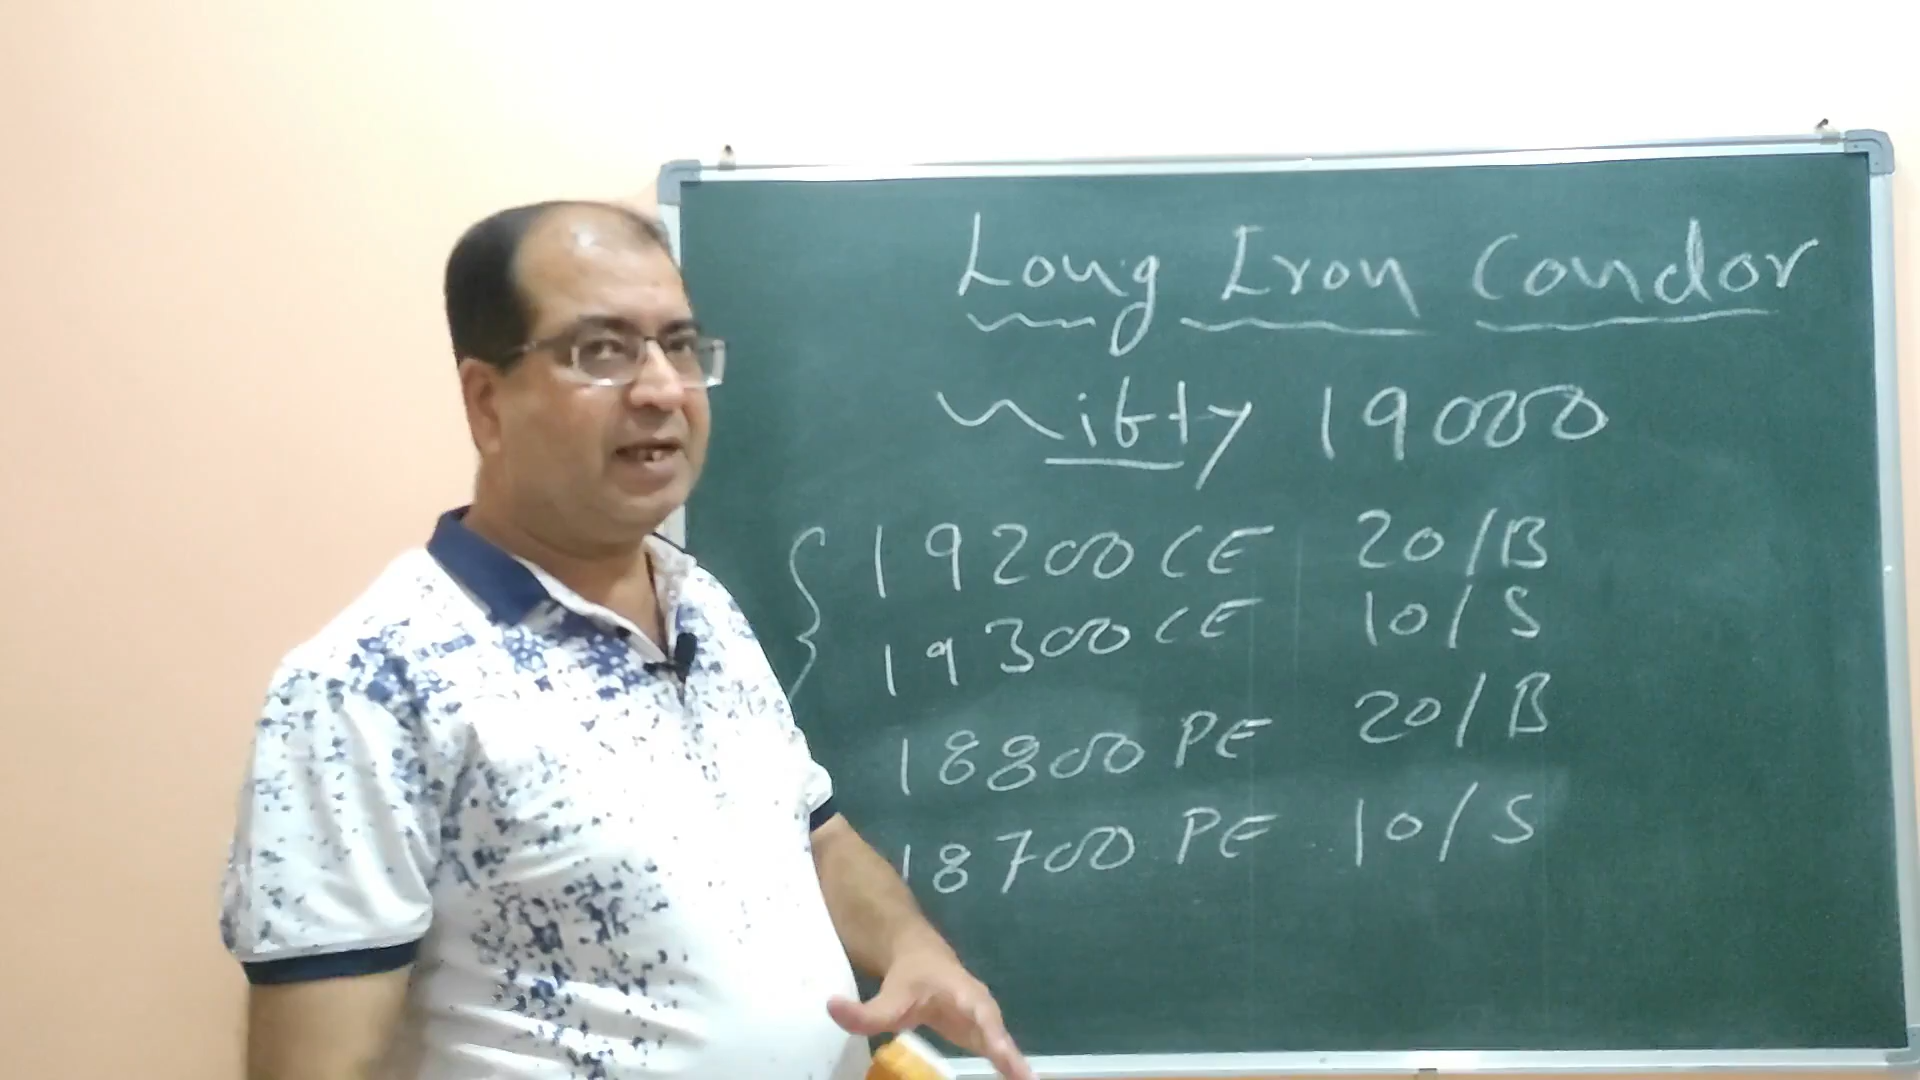 Long Iron Condor
Nifty 19000
19200 CE 20/B
19300 CE 10/S
18800 PE 20/B
18700 PE 10/S